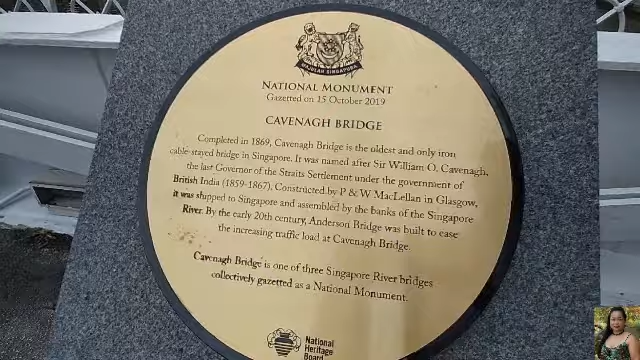 MAJULAH SINGAPURA
NATIONAL MONUMENT
Gazetted on 15 October 2019
CAVENAGH BRIDGE
Completed in 1869, Cavenagh Bridge is the oldest and only iron
cable-stayed bridge in Singapore. It was named after Sir William O. Cavenagh,
the last Governor of the Straits Settlement under the government of
British India (1859-1867). Constructed by P & W MacLellan in Glasgow,
it was shipped to Singapore and assembled by the banks of the Singapore
River. By the early 20th century, Anderson Bridge was built to ease
the increasing traffic load at Cavenagh Bridge.
Cavenagh Bridge is one of three Singapore River bridges
collectively gazetted as a National Monument.
National
Heritage
Board